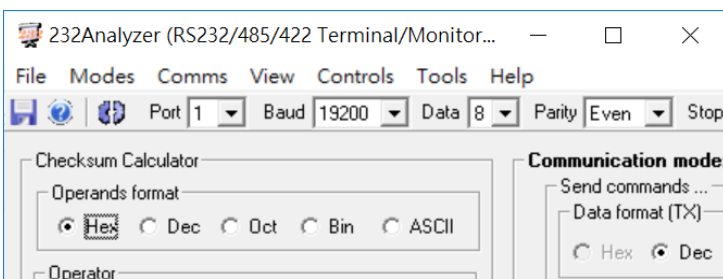 232Analyzer (RS232/485/422 Terminal/Monitor...
File Modes Comms View Controls Tools Help
Port 1 Baud 19200 Data 8 Parity Even Stop
Checksum Calculator
Communication mode
Operands format
Send commands ...
Data format (TX)
Hex Dec Oct Bin ASCII
Hex Dec
Operator